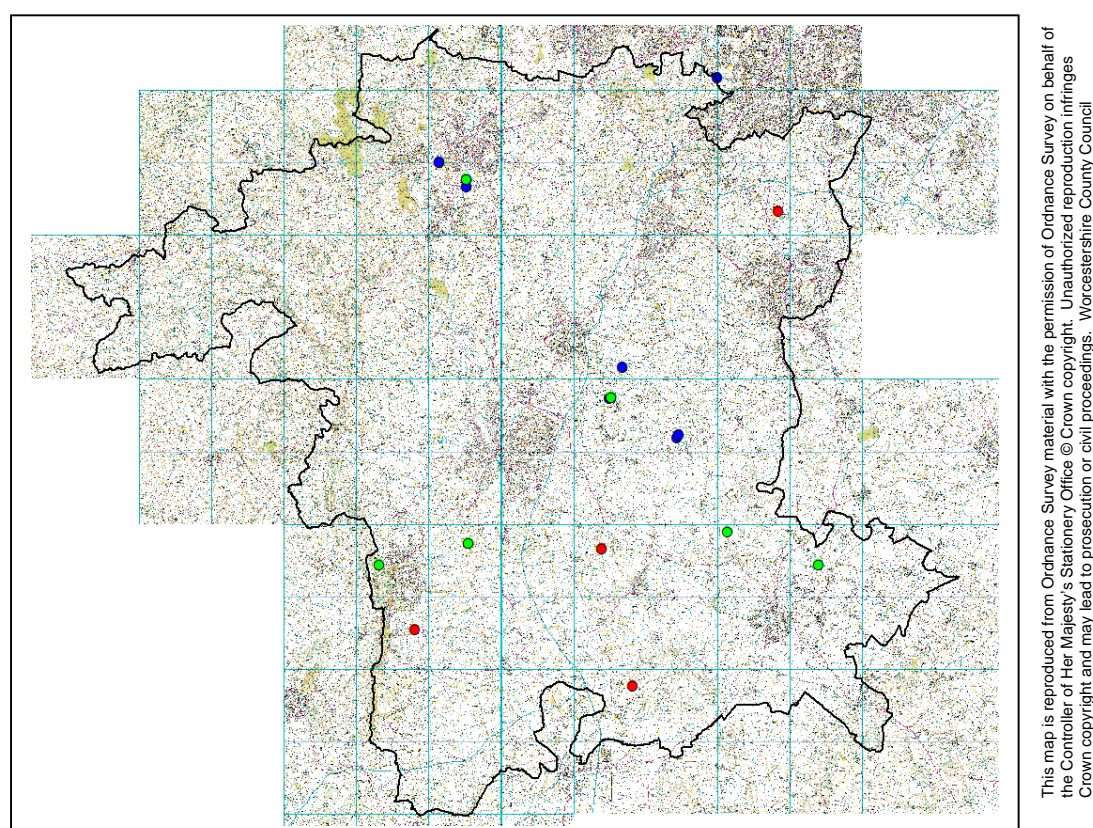 This map is reproduced from Ordnance Survey material with the permission of Ordnance Survey on behalf of
the Controller of Her Majesty's Stationery Office © Crown copyright.  Unauthorized reproduction infringes
Crown copyright and may lead to prosecution or civil proceedings.  Worcestershire County Council